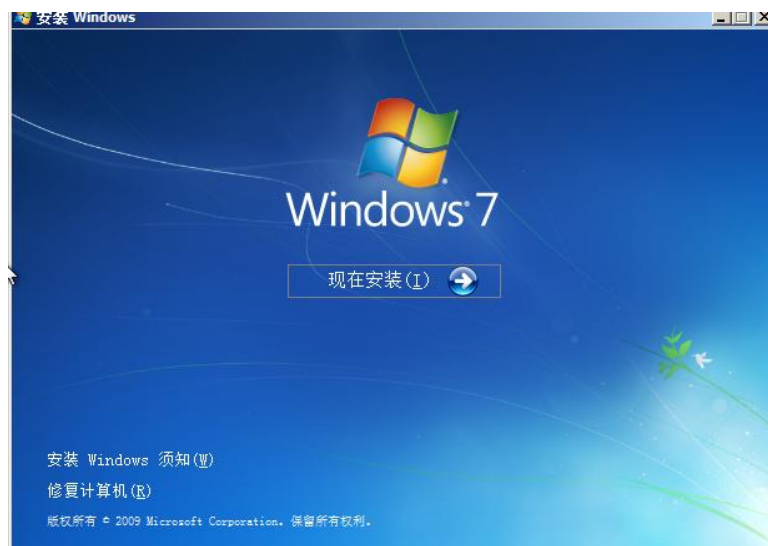 安装 Windows
Windows® 7
现在安装(I)
安装 Windows 须知(W)
修复计算机(R)
版权所有 © 2009 Microsoft Corporation。保留所有权利。